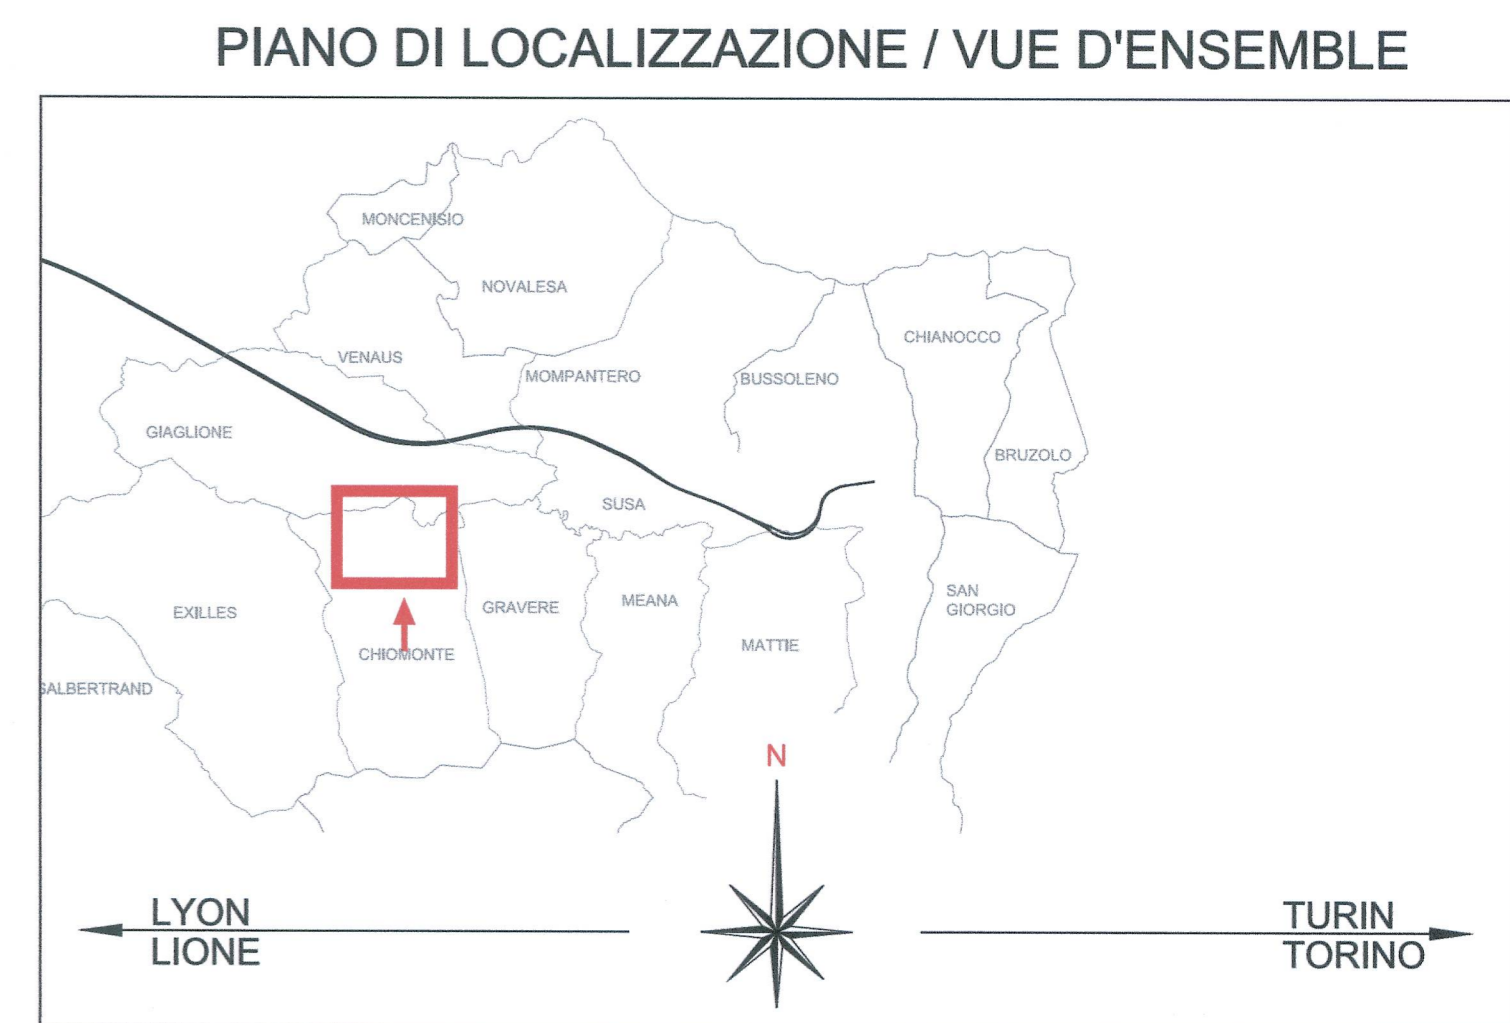 PIANO DI LOCALIZZAZIONE / VUE D'ENSEMBLE
MONCENISIO
NOVALESA
CHIANOCCO
VENAUS
MOMPANTERO
BUSSOLENO
GIAGLIONE
BRUZOLO
SUSA
SAN
GIORGIO
EXILLES
GRAVERE
MEANA
MATTIE
CHIOMONTE
SALBERTRAND
N
LYON
LIONE
TURIN
TORINO